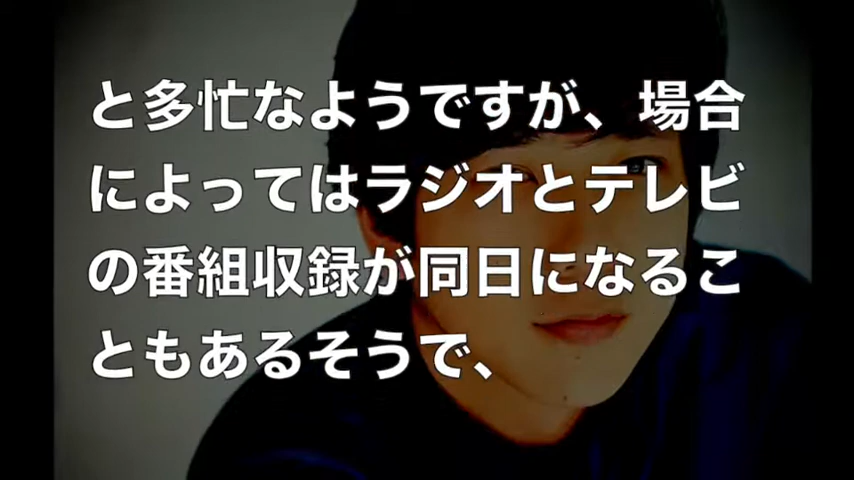 と多忙なようですが、場合
によってはラジオとテレビ
の番組収録が同日になるこ
ともあるそうで、